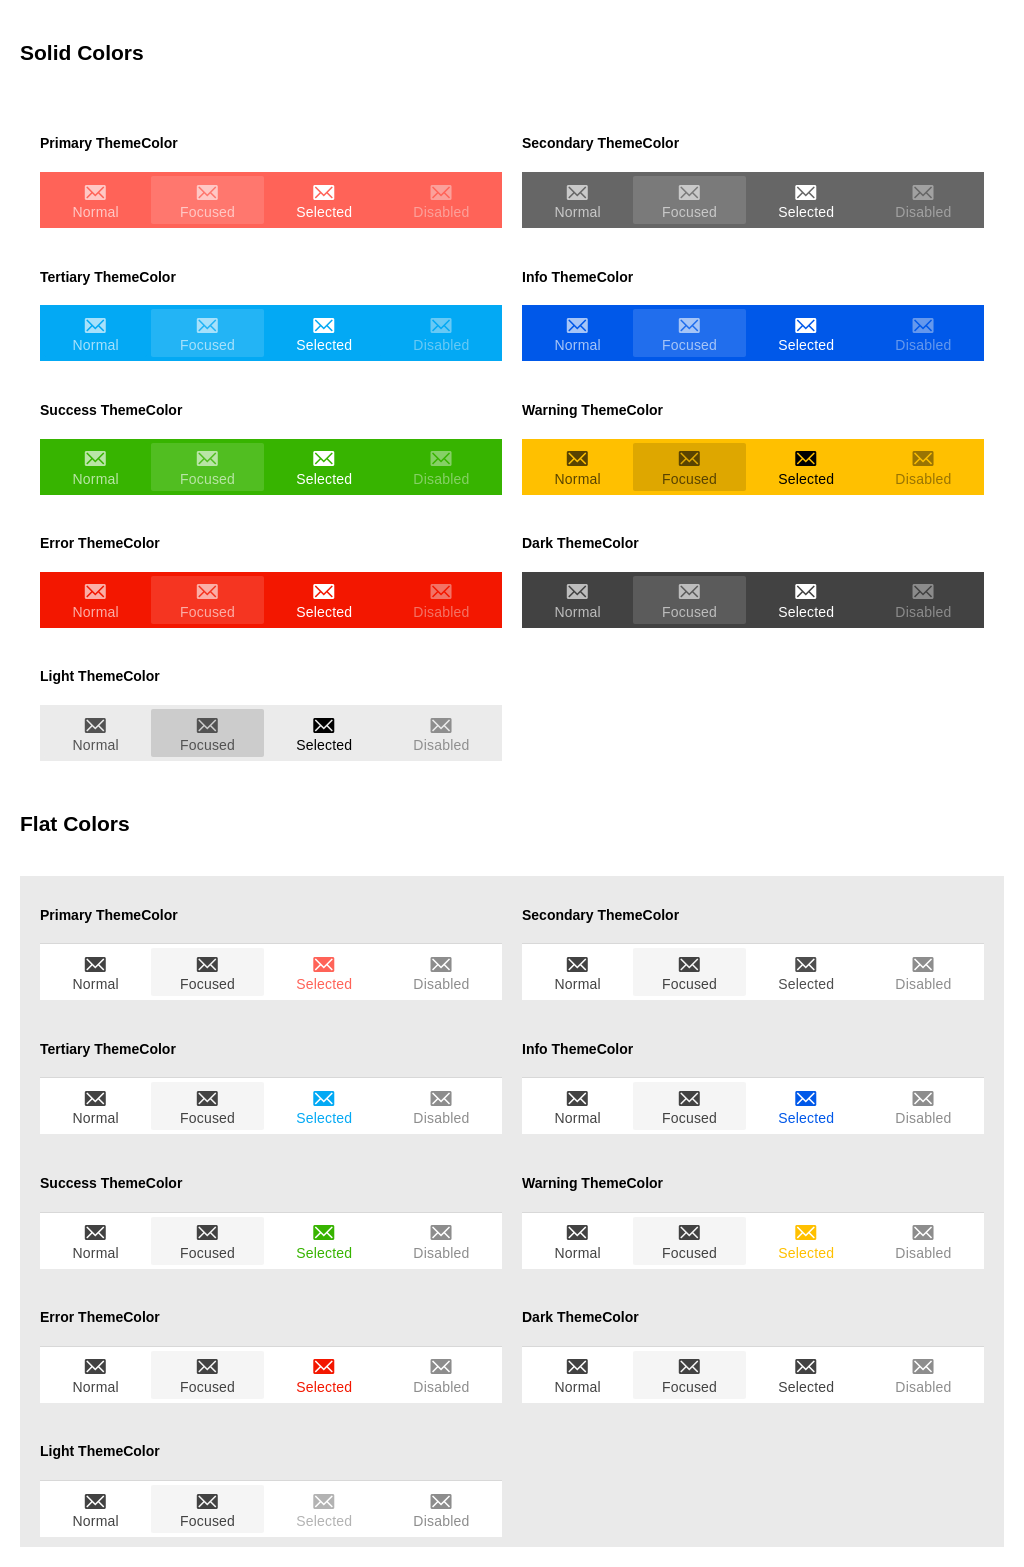 Solid Colors
Primary ThemeColor
Secondary ThemeColor
Normal Focused Selected Disabled
Normal Focused Selected Disabled
Tertiary ThemeColor
Info ThemeColor
Normal Focused Selected Disabled
Normal Focused Selected Disabled
Success ThemeColor
Warning ThemeColor
Normal Focused Selected Disabled
Normal Focused Selected Disabled
Error ThemeColor
Dark ThemeColor
Normal Focused Selected Disabled
Normal Focused Selected Disabled
Light ThemeColor
Normal Focused Selected Disabled
Flat Colors
Primary ThemeColor
Secondary ThemeColor
Normal Focused Selected Disabled
Normal Focused Selected Disabled
Tertiary ThemeColor
Info ThemeColor
Normal Focused Selected Disabled
Normal Focused Selected Disabled
Success ThemeColor
Warning ThemeColor
Normal Focused Selected Disabled
Normal Focused Selected Disabled
Error ThemeColor
Dark ThemeColor
Normal Focused Selected Disabled
Normal Focused Selected Disabled
Light ThemeColor
Normal Focused Selected Disabled